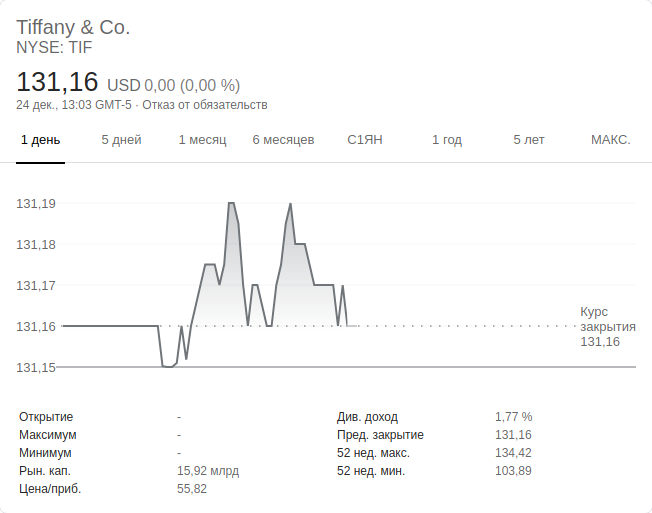 Tiffany & Co.
NYSE: TIF
131,16 USD 0,00 (0,00 %)
24 дек., 13:03 GMT-5 · Отказ от обязательств
1 день 5 дней 1 месяц 6 месяцев С1ЯН 1 год 5 лет МАКС.
131,19
131,18
131,17
131,16
131,15
Курс
закрытия
131,16
Открытие - Див. доход 1,77 %
Максимум - Пред. закрытие 131,16
Минимум - 52 нед. макс. 134,42
Рын. кап. 15,92 млрд 52 нед. мин. 103,89
Цена/приб. 55,82